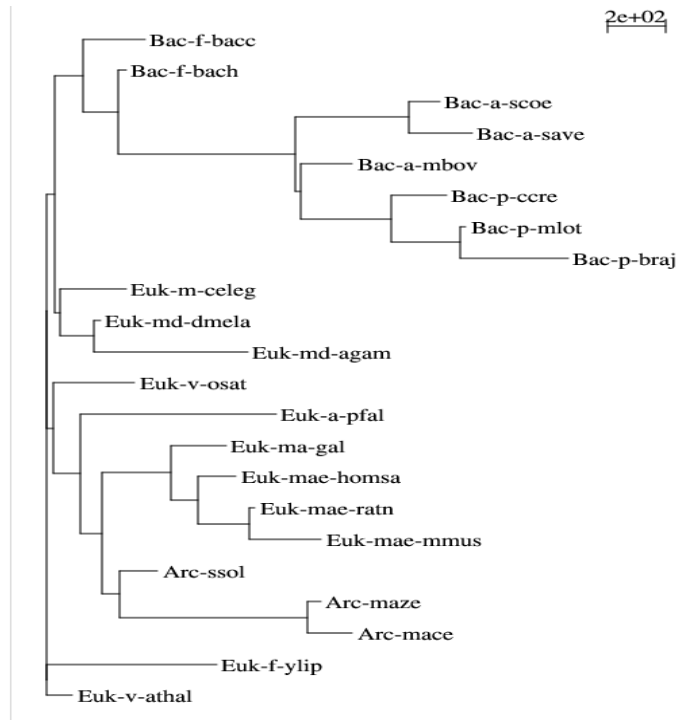 2e+02
Bac-f-bacc
Bac-f-bach
Bac-a-scoe
Bac-a-save
Bac-a-mbov
Bac-p-ccre
Bac-p-mlot
Bac-p-braj
Euk-m-celeg
Euk-md-dmela
Euk-md-agam
Euk-v-osat
Euk-a-pfal
Euk-ma-gal
Euk-mae-homsa
Euk-mae-ratn
Euk-mae-mmus
Arc-ssol
Arc-maze
Arc-mace
Euk-f-ylip
Euk-v-athal